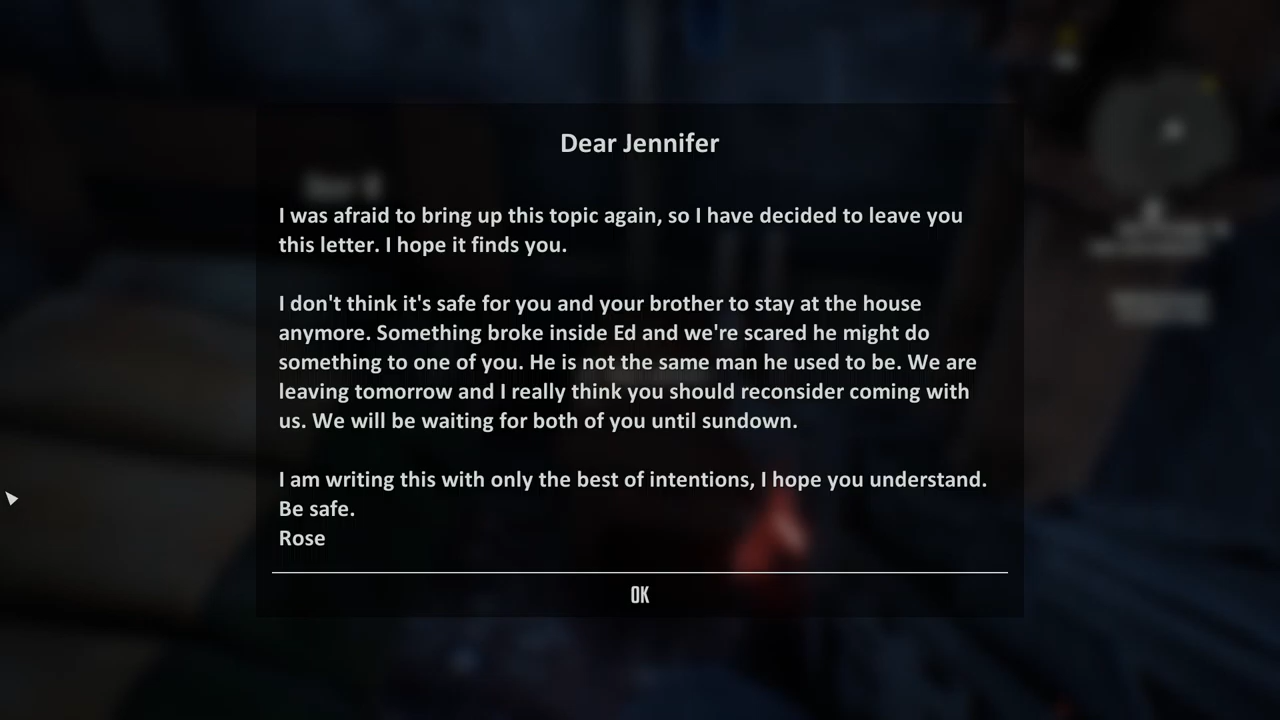 Dear Jennifer
I was afraid to bring up this topic again, so I have decided to leave you
this letter. I hope it finds you.
I don't think it's safe for you and your brother to stay at the house
anymore. Something broke inside Ed and we're scared he might do
something to one of you. He is not the same man he used to be. We are
leaving tomorrow and I really think you should reconsider coming with
us. We will be waiting for both of you until sundown.
I am writing this with only the best of intentions, I hope you understand.
Be safe.
Rose
OK